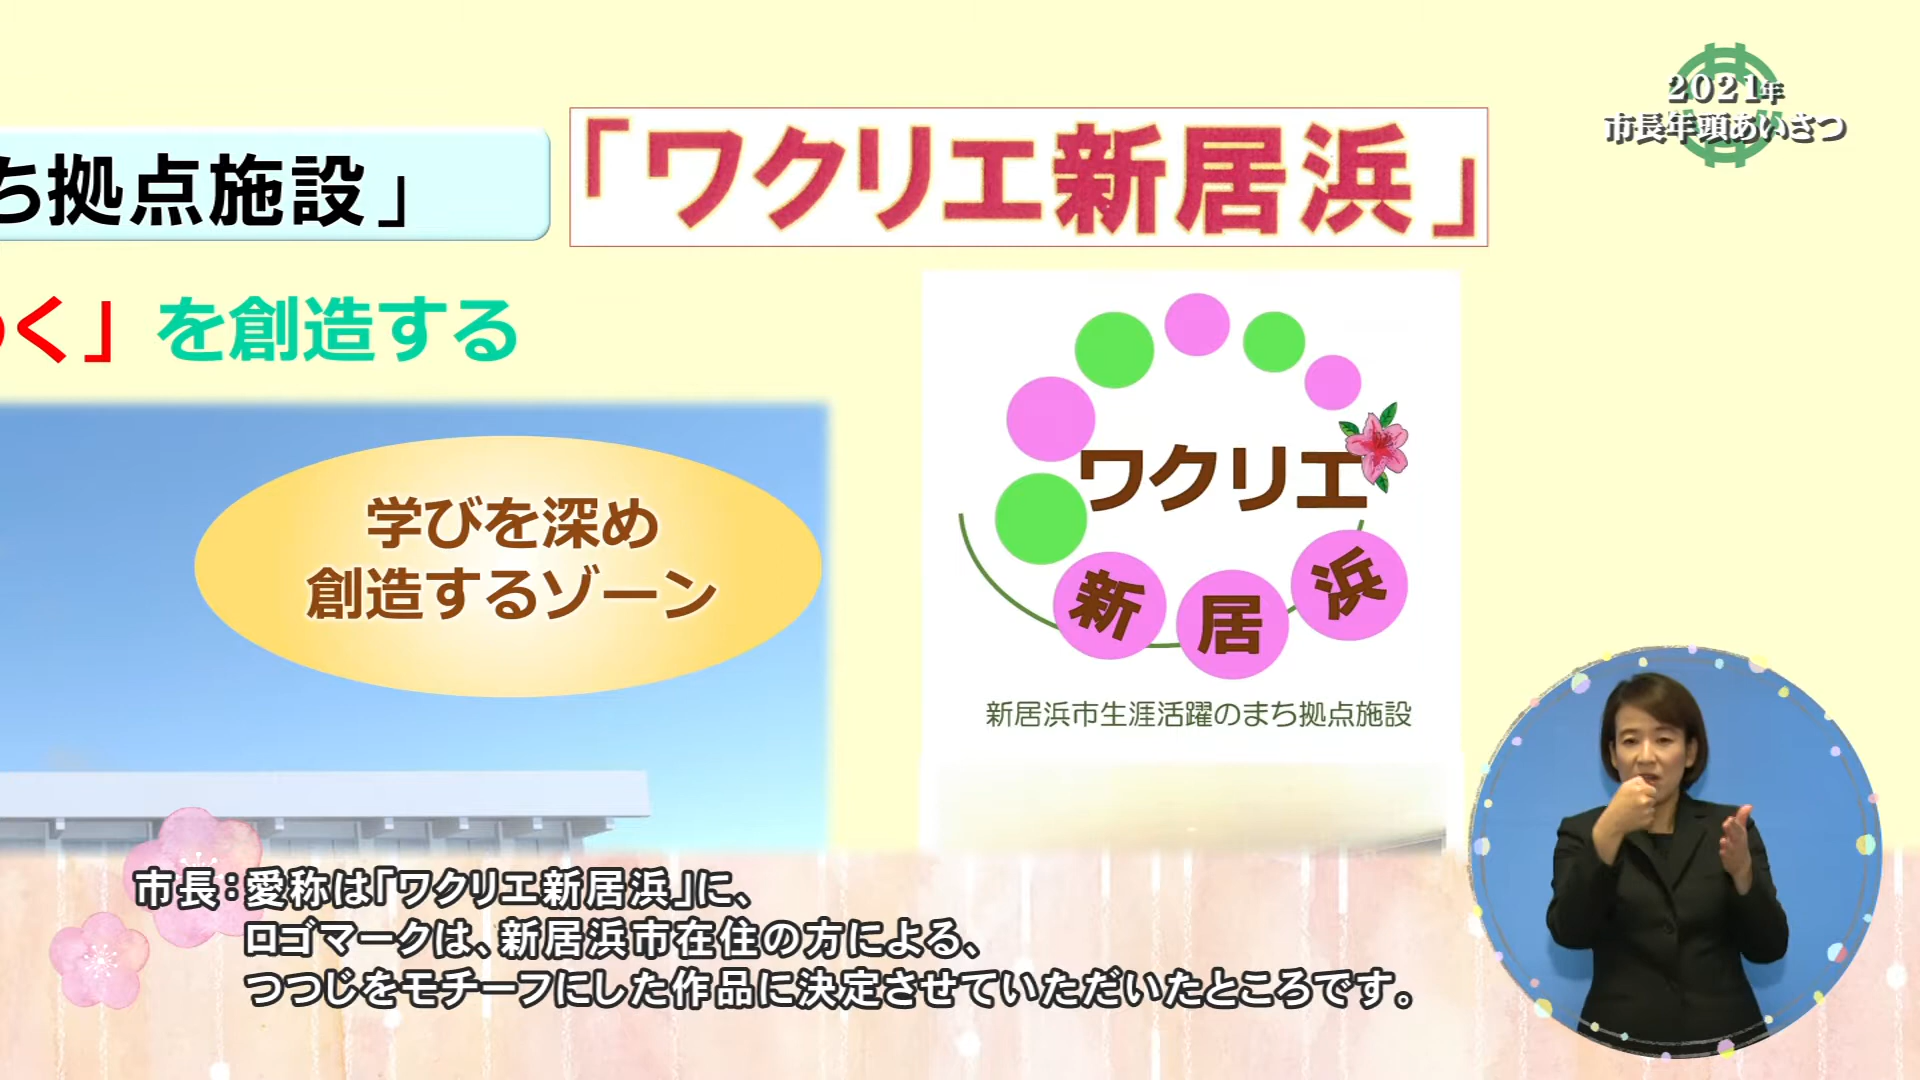 2021年
市長年頭あいさつ
ち拠点施設」
「ワクリエ新居浜」
く」を創造する
学びを深め
創造するゾーン
ワクリエ
新居浜
新居浜市生涯活躍のまち拠点施設
市長：愛称は「ワクリエ新居浜」に、
ロゴマークは、新居浜市在住の方による、
つつじをモチーフにした作品に決定させていただいたところです。